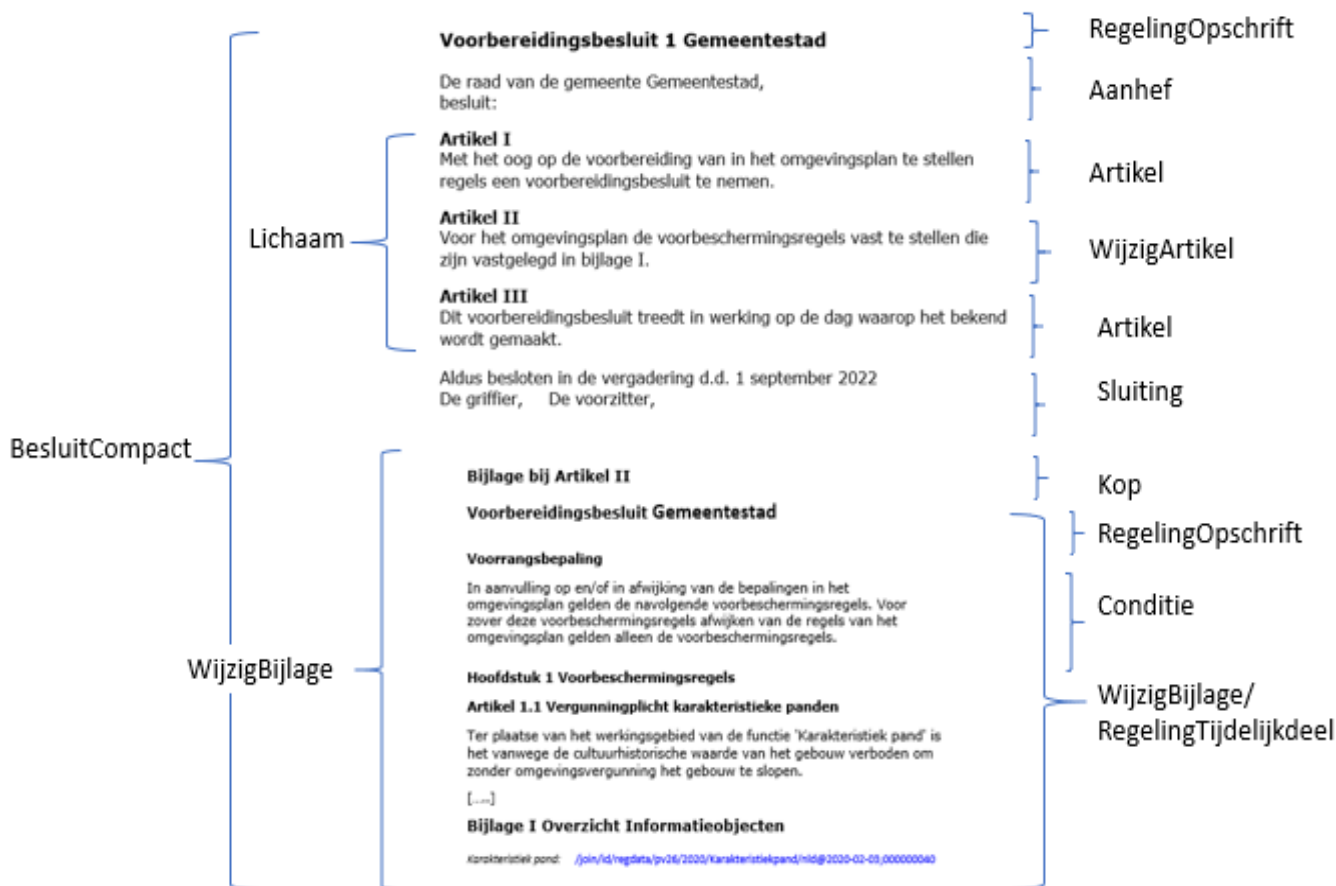 Voorbereidingsbesluit 1 Gemeentestad
RegelingOpschrift
De raad van de gemeente Gemeentestad,
besluit:
Aanhef
Artikel I
Met het oog op de voorbereiding van in het omgevingsplan te stellen
regels een voorbereidingsbesluit te nemen.
Artikel
Lichaam
Artikel II
Voor het omgevingsplan de voorbeschermingsregels vast te stellen die
zijn vastgelegd in bijlage I.
WijzigArtikel
Artikel III
Dit voorbereidingsbesluit treedt in werking op de dag waarop het bekend
wordt gemaakt.
Artikel
Aldus besloten in de vergadering d.d. 1 september 2022
De griffier, De voorzitter,
Sluiting
BesluitCompact
Bijlage bij Artikel II
Kop
Voorbereidingsbesluit Gemeentestad
RegelingOpschrift
Voorrangsbepaling
In aanvulling op en/of in afwijking van de bepalingen in het
omgevingsplan gelden de navolgende voorbeschermingsregels. Voor
zover deze voorbeschermingsregels afwijken van de regels van het
omgevingsplan gelden alleen de voorbeschermingsregels.
Conditie
WijzigBijlage
Hoofdstuk 1 Voorbeschermingsregels
Artikel 1.1 Vergunningplicht karakteristieke panden
Ter plaatse van het werkingsgebied van de functie 'Karakteristiek pand' is
het vanwege de cultuurhistorische waarde van het gebouw verboden om
zonder omgevingsvergunning het gebouw te slopen.
WijzigBijlage/
RegelingTijdelijkdeel
[.....]
Bijlage I Overzicht Informatieobjecten
Karakteristiek pand: /join/id/regdata/pv26/2020/Karakteristiekpand/nld@2020-02-03;000000040